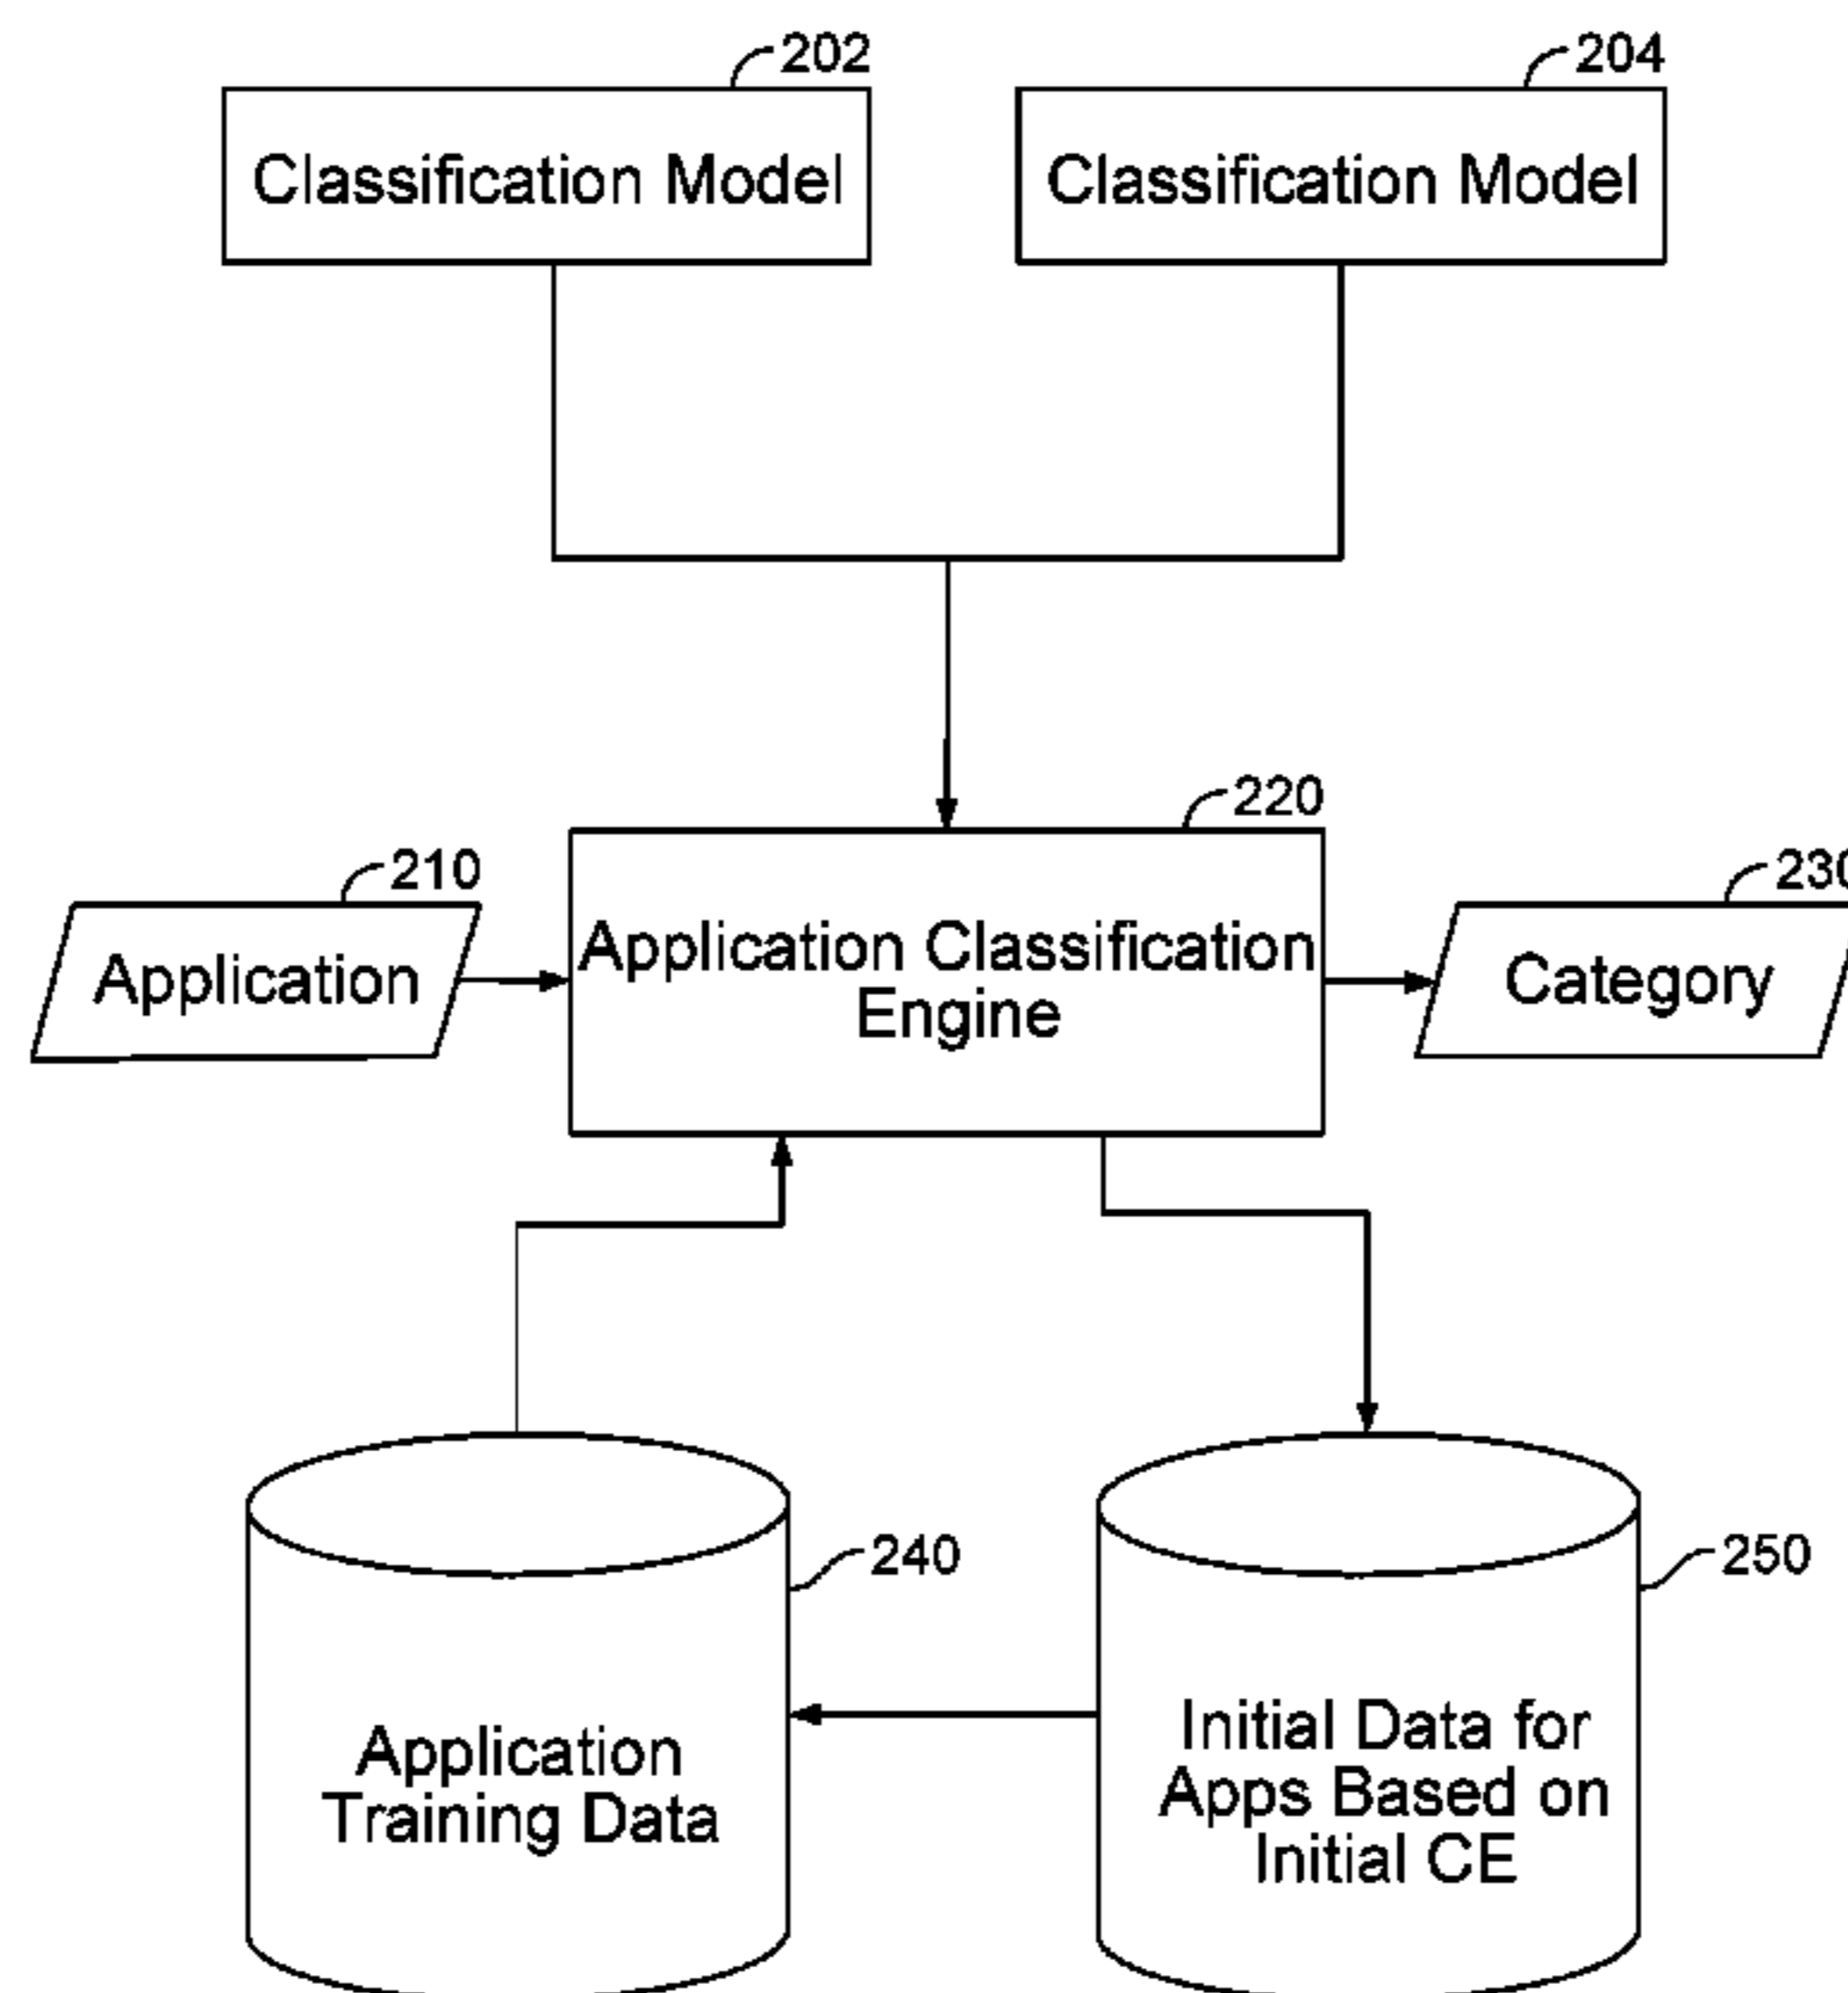 202
204
Classification Model
Classification Model
220
210
230
Application Classification
Engine
Application
Category
240
250
Application
Training Data
Initial Data for
Apps Based on
Initial CE